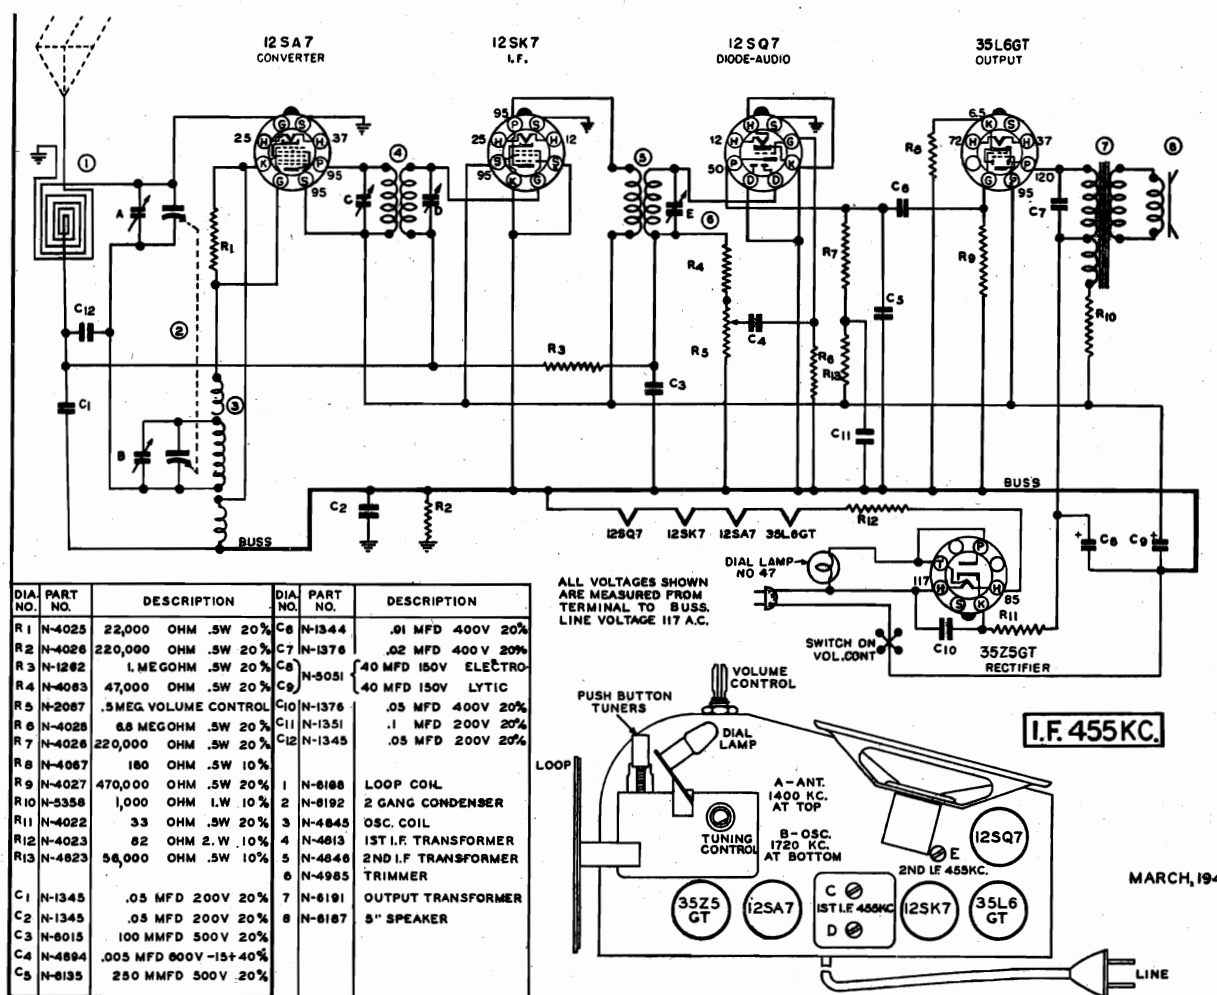 12SA7
CONVERTER
12SK7
I.F.
12SQ7
DIODE-AUDIO
35L6GT
OUTPUT
1
A
C12
C1
2
B
3
R1
25
G S
H H
37
K P
95
G S
95
4
C
D
95
P S
25
H H
12
S S
95
K G
R3
5
E
6
C3
R4
R5
C4
H S
12
H G
P K
50
D D
R6
R7
R13
C11
C5
C6
R8
6.5
K S
72
H H
37
P
120
G S
95
R9
C7
7
8
R10
C2
R2
BUSS
BUSS
12SQ7 12SK7 12SA7 35L6GT
R12
DIAL LAMP
NO 47
P
T
117
H H
85
S K
R11
C10
C8
C9
+
+
35Z5GT
RECTIFIER
SWITCH ON
VOL.CONT
ALL VOLTAGES SHOWN
ARE MEASURED FROM
TERMINAL TO BUSS.
LINE VOLTAGE 117 A.C.
DIA. NO. PART NO. DESCRIPTION
R1 N-4025 22,000 OHM .5W 20%
R2 N-4026 220,000 OHM .5W 20%
R3 N-1262 1. MEGOHM .5W 20%
R4 N-4063 47,000 OHM .5W 20%
R5 N-2087 .5MEG. VOLUME CONTROL
R6 N-4028 6.8 MEGOHM .5W 20%
R7 N-4026 220,000 OHM .5W 20%
R8 N-4067 160 OHM .5W 10%
R9 N-4027 470,000 OHM .5W 20%
R10 N-5358 1,000 OHM 1.W 10%
R11 N-4022 33 OHM .5W 20%
R12 N-4023 82 OHM 2.W .10%
R13 N-4823 56,000 OHM .5W 10%
C1 N-1345 .05 MFD 200V 20%
C2 N-1345 .05 MFD 200V 20%
C3 N-6015 100 MMFD 500V 20%
C4 N-4694 .005 MFD 600V -15+40%
C5 N-6135 250 MMFD 500V 20%
DIA. NO. PART NO. DESCRIPTION
C6 N-1344 .01 MFD 400V 20%
C7 N-1376 .02 MFD 400V 20%
C8 N-5051 40 MFD 150V ELECTRO-
C9 40 MFD 150V LYTIC
C10 N-1376 .05 MFD 400V 20%
C11 N-1351 .1 MFD 200V 20%
C12 N-1345 .05 MFD 200V 20%
1 N-6188 LOOP COIL
2 N-6192 2 GANG CONDENSER
3 N-4645 OSC. COIL
4 N-4613 1ST I.F. TRANSFORMER
5 N-4646 2ND I.F TRANSFORMER
6 N-4985 TRIMMER
7 N-6191 OUTPUT TRANSFORMER
8 N-6187 5" SPEAKER
I.F. 455KC.
VOLUME
CONTROL
PUSH BUTTON
TUNERS
DIAL
LAMP
LOOP
TUNING
CONTROL
A-ANT.
1400 KC.
AT TOP
B-OSC.
1720 KC.
AT BOTTOM
E
2ND I.F 455KC.
12SQ7
35Z5
GT
12SA7
C
1ST I.F. 455KC
D
12SK7
35L6
GT
LINE
MARCH, 194